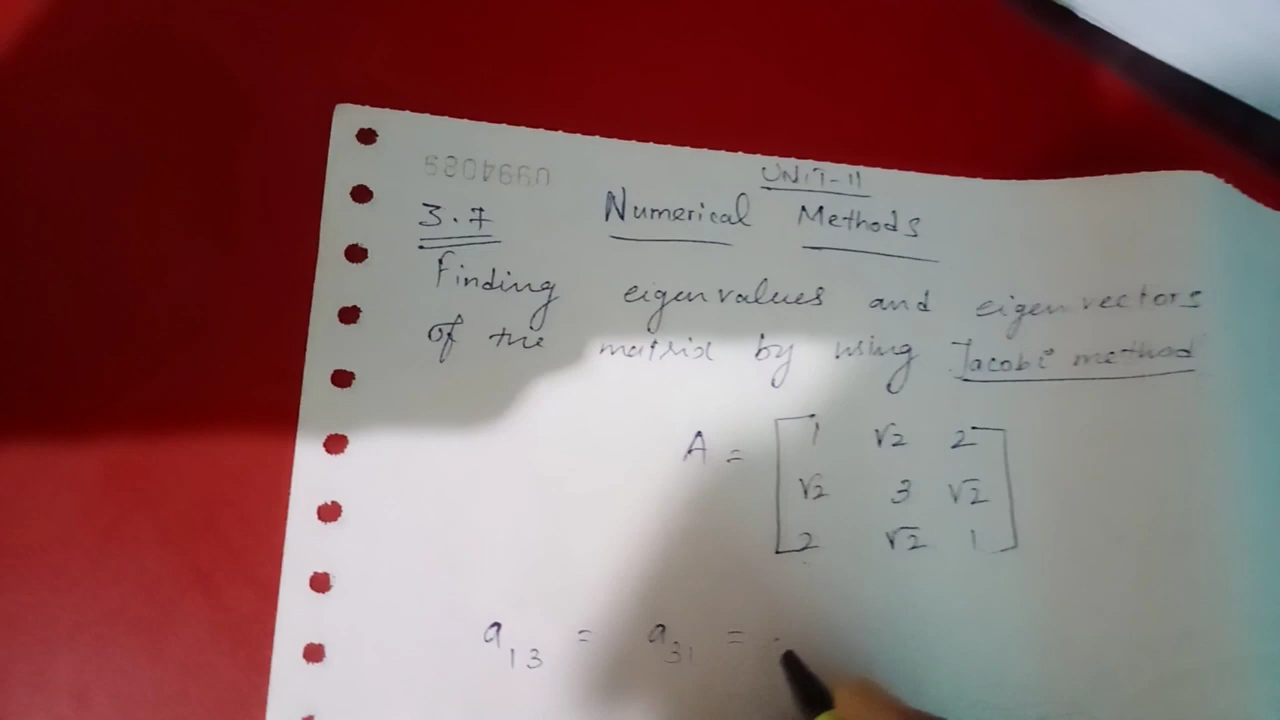 UNIT-II
0994089
3.7 Numerical Methods
Finding eigenvalues and eigenvectors
of the matrix by using Jacobi method
A = [1 √2 2
√2 3 √2
2 √2 1]
a13 = a31 =